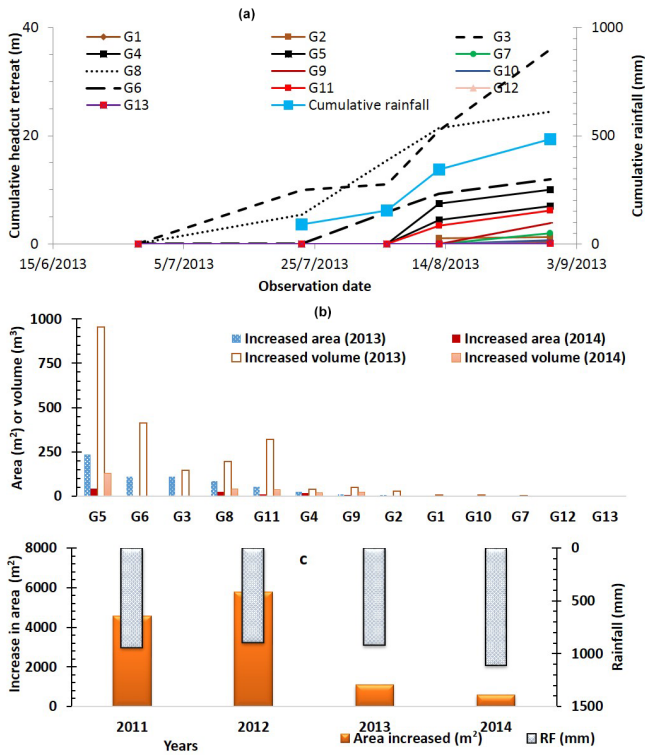 (a)
40
20
0
Cumulative headcut retreat (m)
G1 G2 G3
G4 G5 G7
G8 G9 G10
G6 G11 G12
G13 Cumulative rainfall
1000
500
0
Cumulative rainfall (mm)
15/6/2013 5/7/2013 25/7/2013 14/8/2013 3/9/2013
Observation date
(b)
1000
750
500
250
0
Area (m²) or volume (m³)
Increased area (2013) Increased area (2014)
Increased volume (2013) Increased volume (2014)
G5 G6 G3 G8 G11 G4 G9 G2 G1 G10 G7 G12 G13
c
8000
6000
4000
2000
0
Increase in area (m²)
0
500
1000
1500
Rainfall (mm)
2011 2012 2013 2014
Years
Area increased (m²) RF (mm)